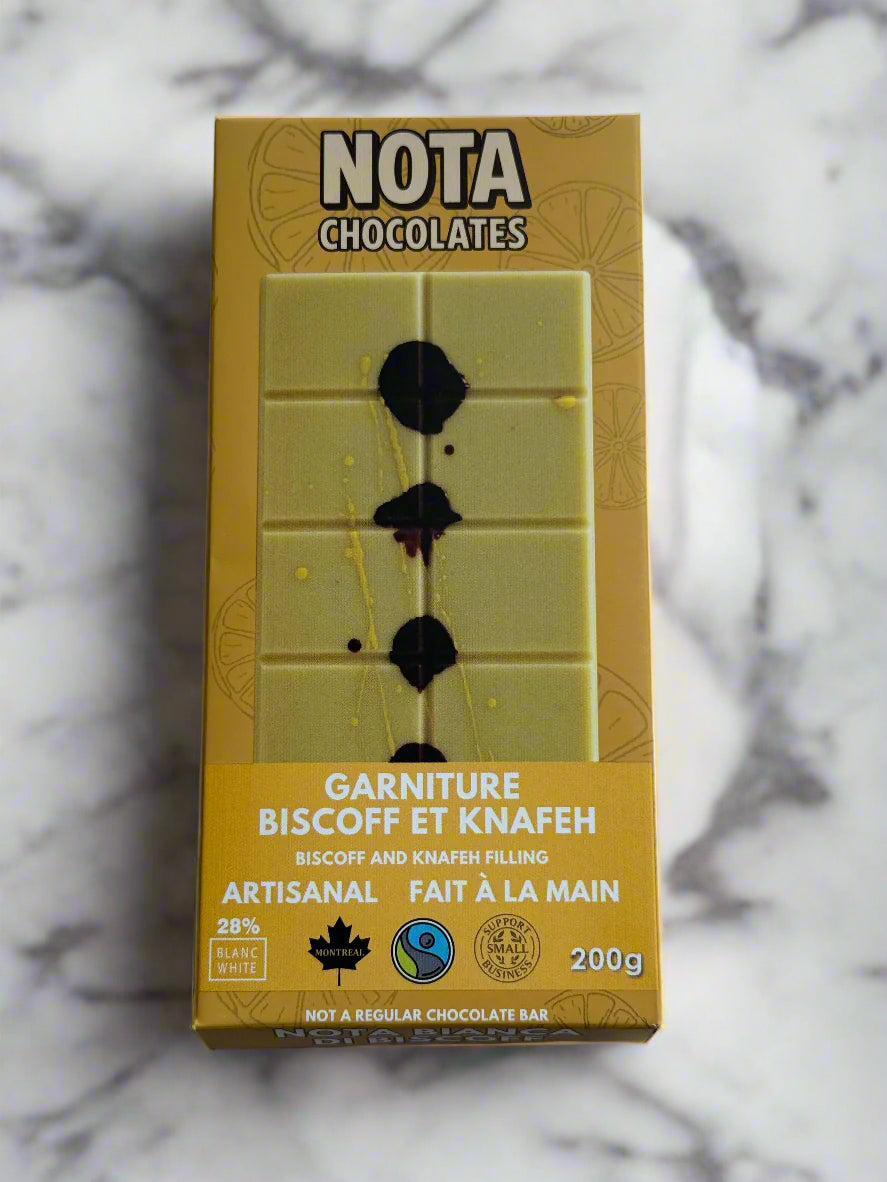 NOTA
CHOCOLATES
GARNITURE
BISCOFF ET KNAFEH
BISCOFF AND KNAFEH FILLING
ARTISANAL FAIT À LA MAIN
28%
BLANC
WHITE
MONTREAL
SUPPORT
SMALL
BUSINESS
200g
NOT A REGULAR CHOCOLATE BAR
NOTA BIANCA
DI BISCOFF